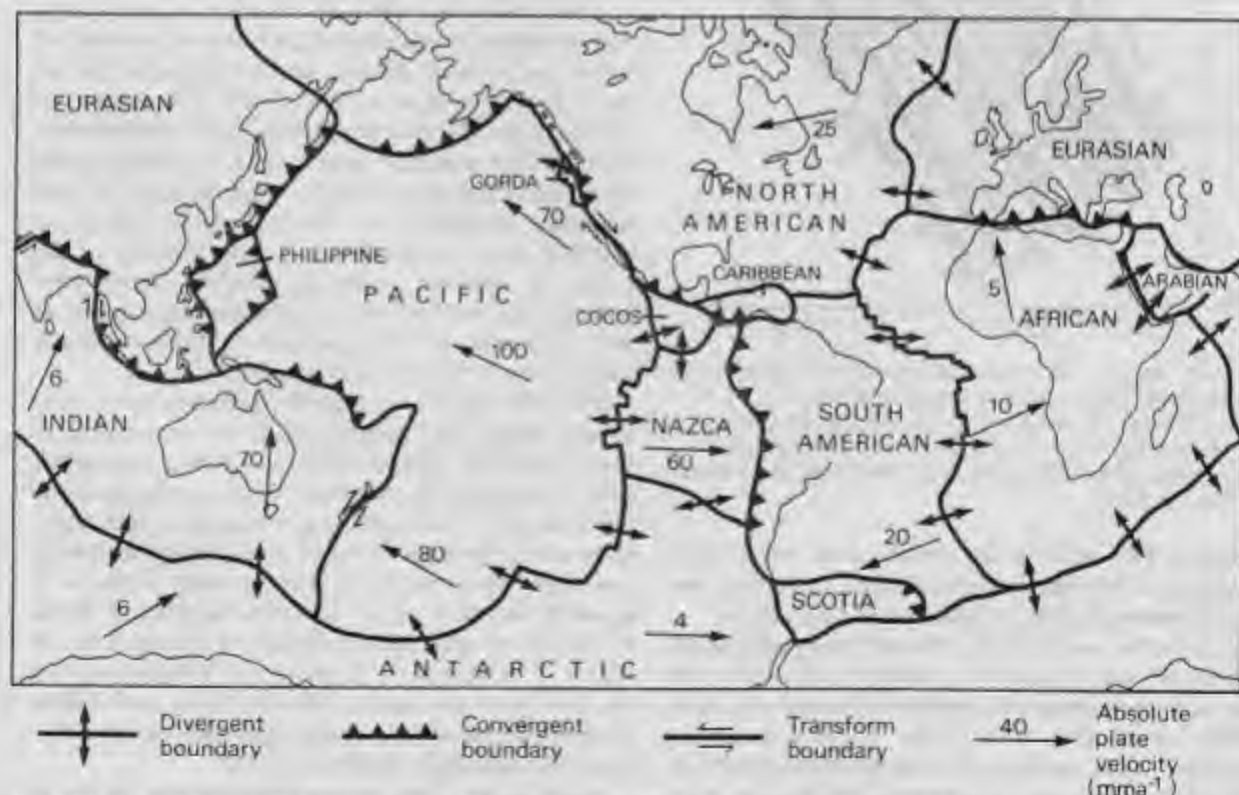 EURASIAN
EURASIAN
25
GORDA
NORTH
AMERICAN
70
PHILIPPINE
CARIBBEAN
ARABIAN
PACIFIC
5
AFRICAN
COCOS
100
6
INDIAN
NAZCA
SOUTH
AMERICAN
10
70
60
80
20
6
SCOTIA
4
ANTARCTIC
Divergent
boundary
Convergent
boundary
Transform
boundary
40
Absolute
plate
velocity
(mma⁻¹)